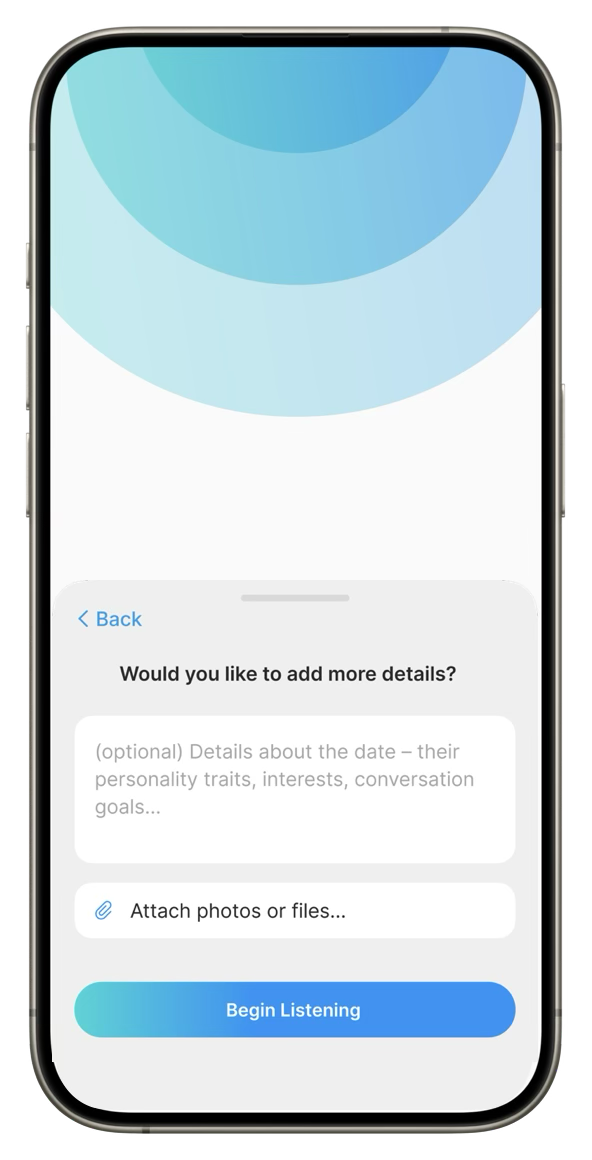 Back
Would you like to add more details?
(optional) Details about the date – their
personality traits, interests, conversation
goals...
Attach photos or files...
Begin Listening